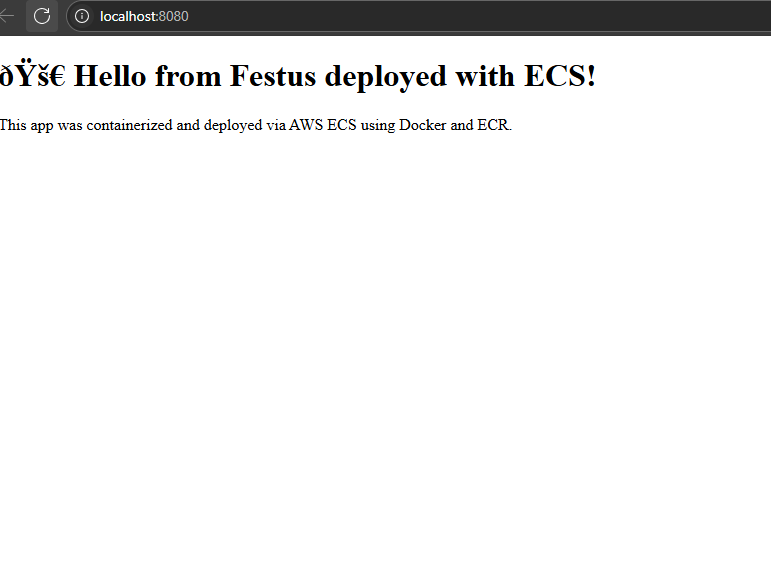 localhost:8080
ðŸš€ Hello from Festus deployed with ECS!
This app was containerized and deployed via AWS ECS using Docker and ECR.